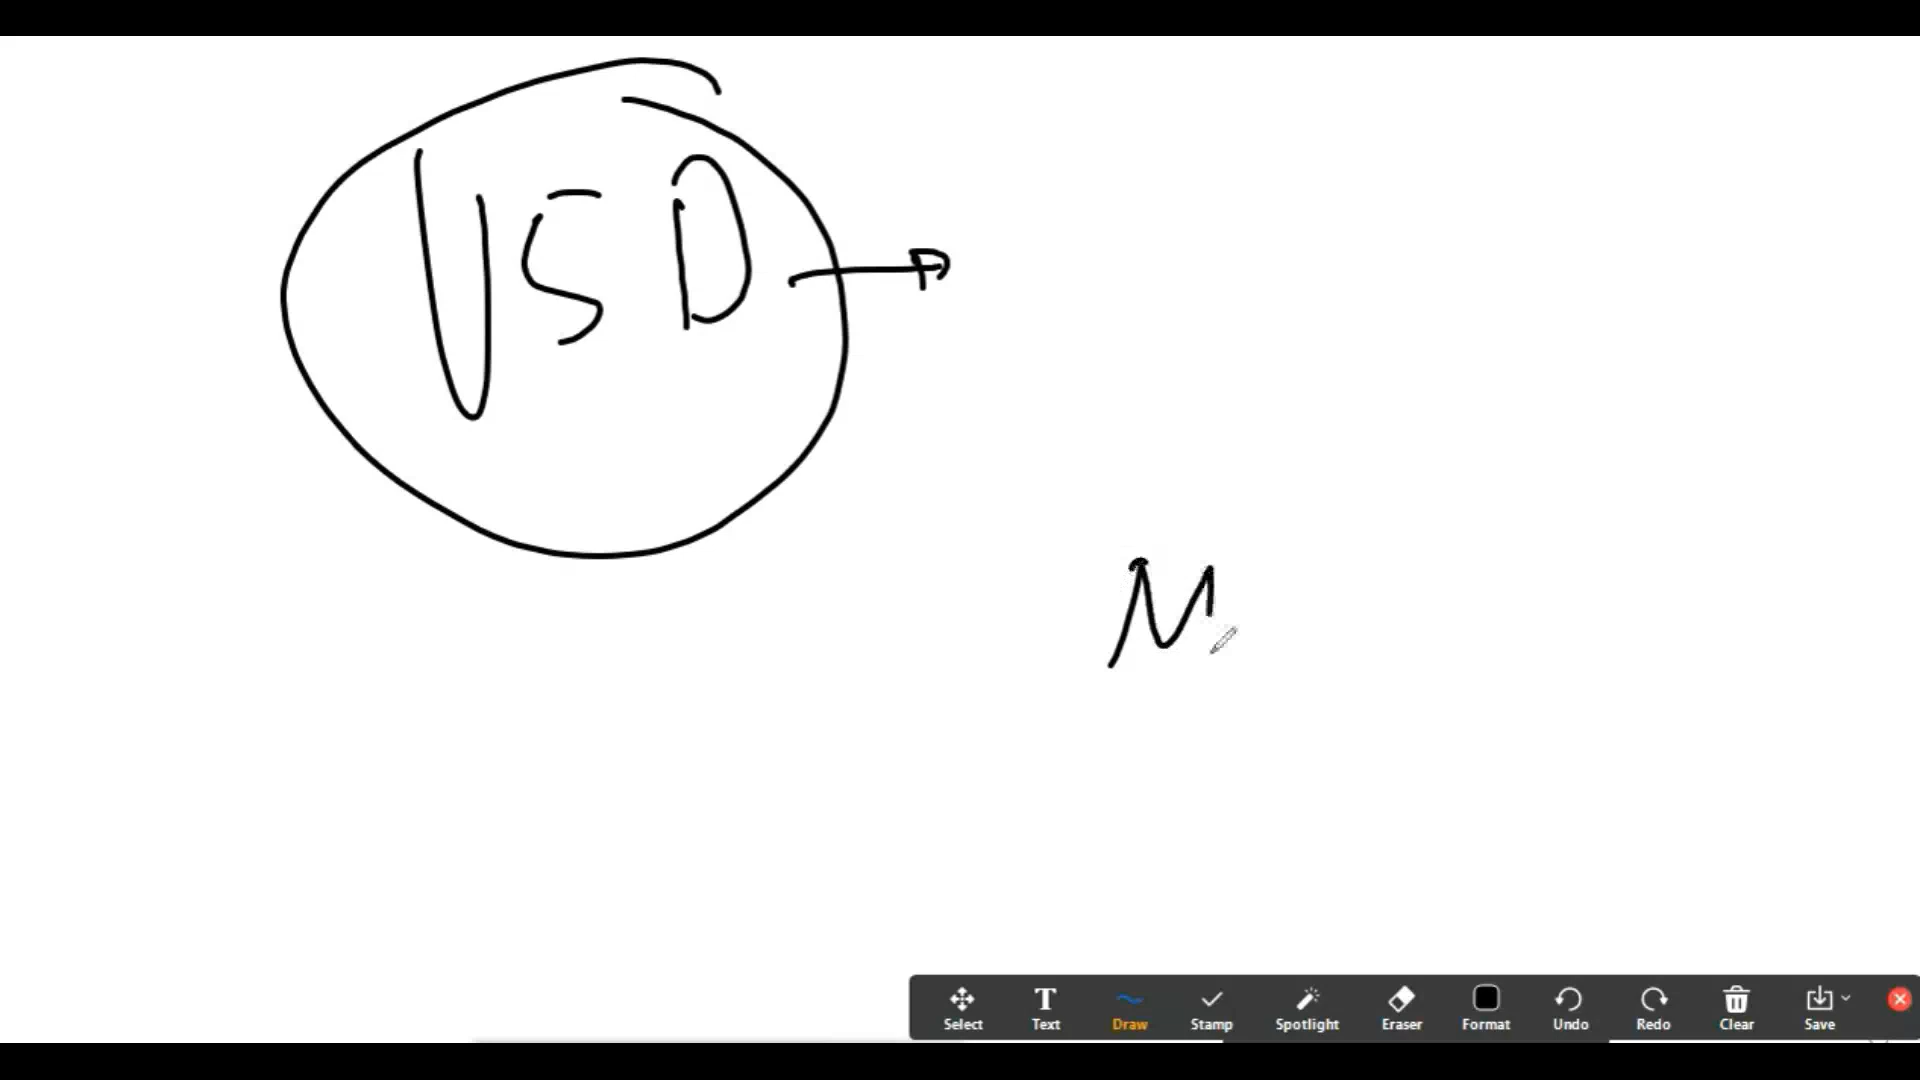 USD
M
Select Text Draw Stamp Spotlight Eraser Format Undo Redo Clear Save